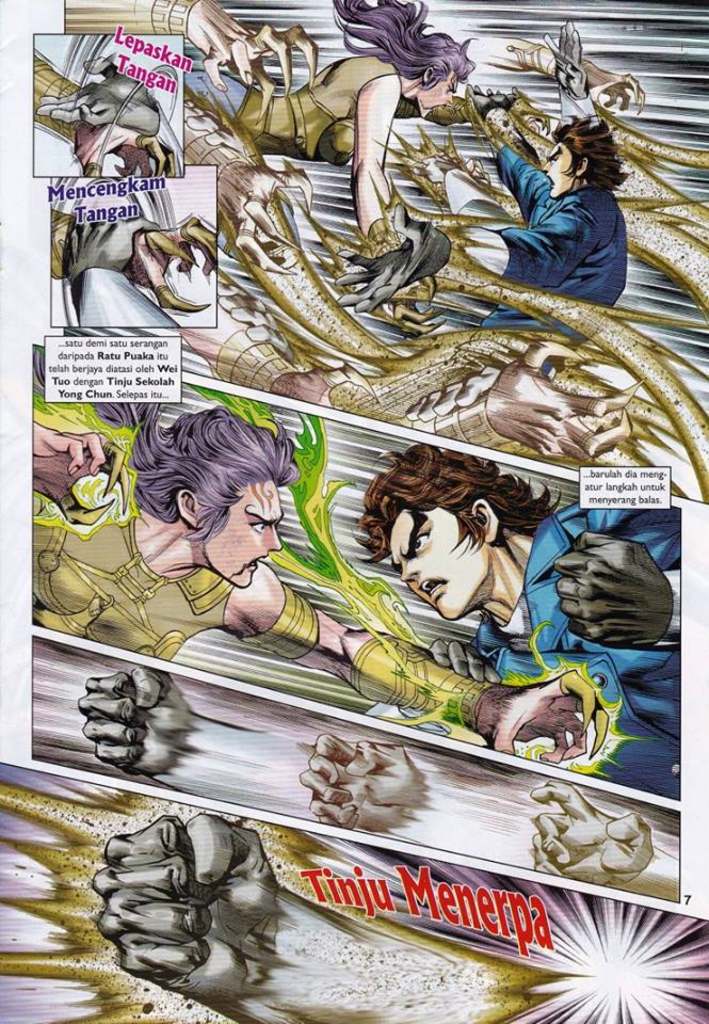 Lepaskan
Tangan
Mencengkam
Tangan
...satu demi satu serangan
daripada Ratu Puaka itu
telah berjaya diatasi oleh Wei
Tuo dengan Tinju Sekolah
Yong Chun. Selepas itu...
...barulah dia meng-
atur langkah untuk
menyerang balas.
7
Tinju Menerpa